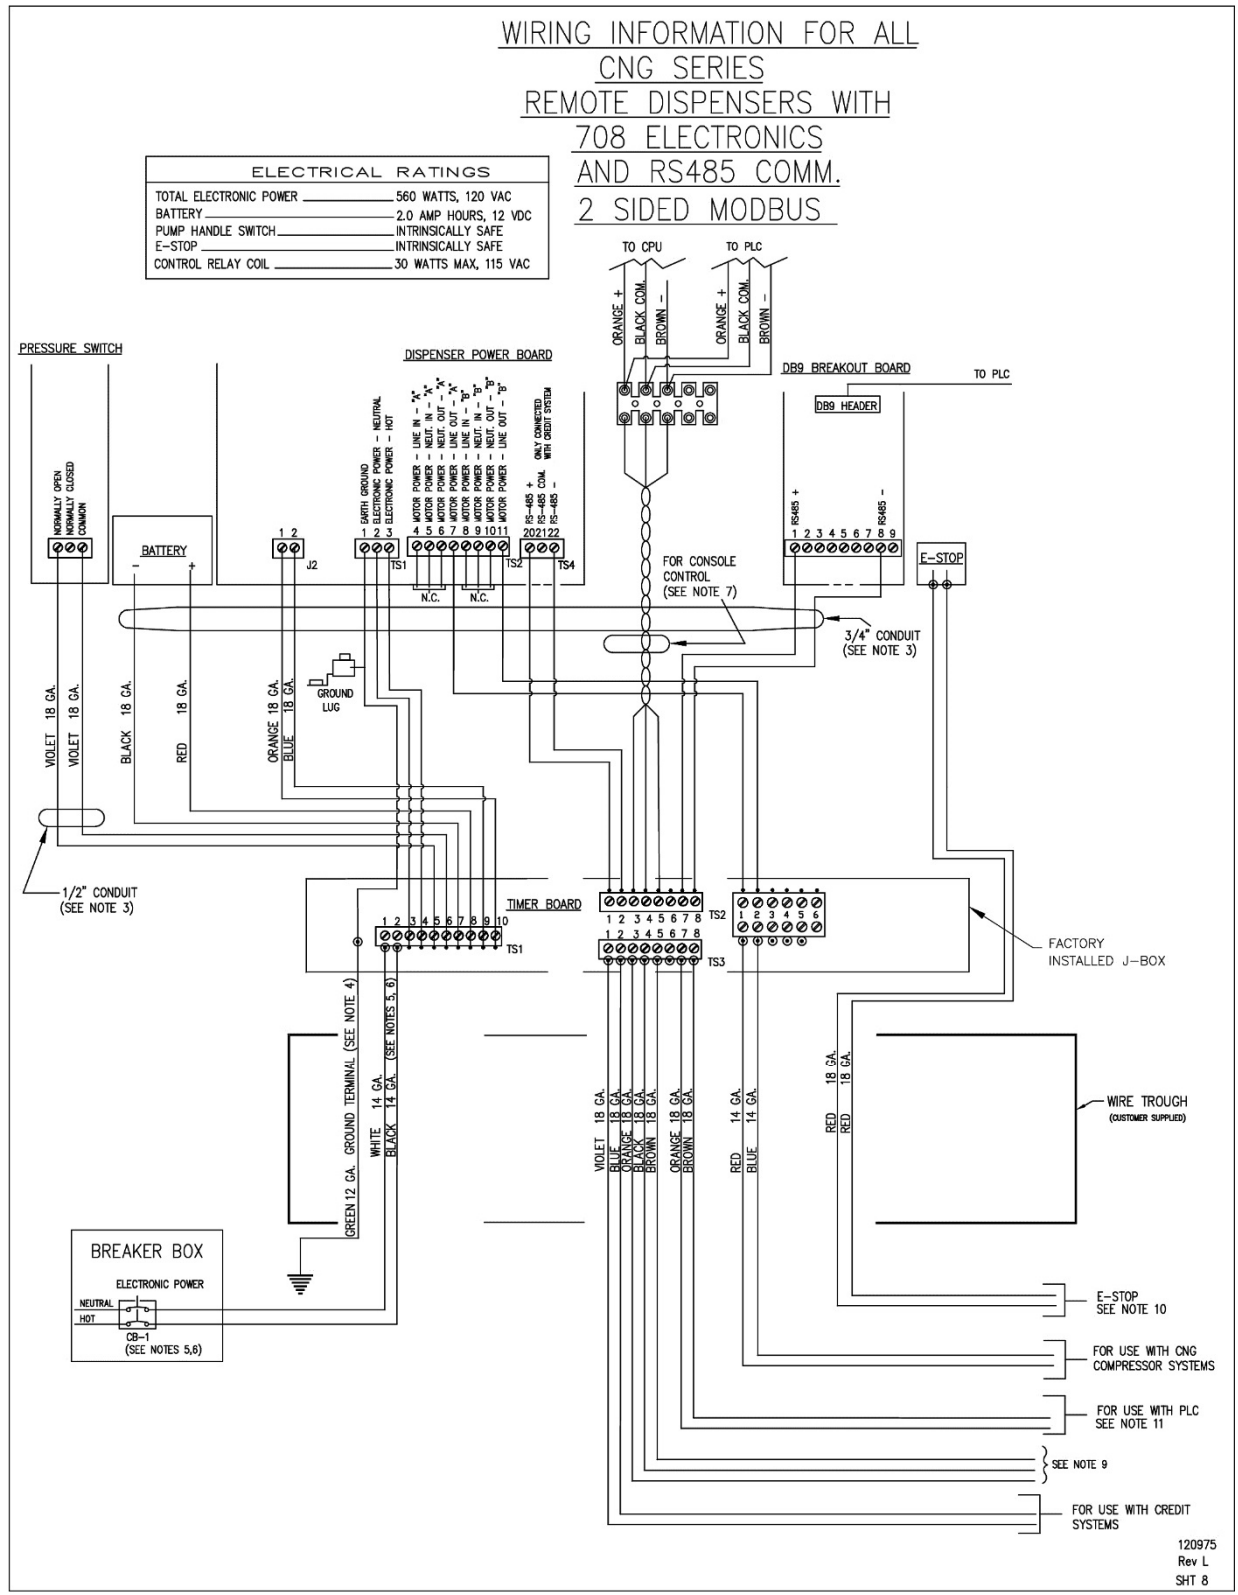 WIRING INFORMATION FOR ALL
CNG SERIES
REMOTE DISPENSERS WITH
708 ELECTRONICS
AND RS485 COMM.
2 SIDED MODBUS
ELECTRICAL RATINGS
TOTAL ELECTRONIC POWER 560 WATTS, 120 VAC
BATTERY 2.0 AMP HOURS, 12 VDC
PUMP HANDLE SWITCH INTRINSICALLY SAFE
E-STOP INTRINSICALLY SAFE
CONTROL RELAY COIL 30 WATTS MAX, 115 VAC
TO CPU
TO PLC
ORANGE +
BLACK COM.
BROWN -
ORANGE +
BLACK COM.
BROWN -
PRESSURE SWITCH
DISPENSER POWER BOARD
DB9 BREAKOUT BOARD
TO PLC
DB9 HEADER
NORMALLY OPEN
NORMALLY CLOSED
COMMON
BATTERY
- +
1 2
J2
EARTH GROUND
ELECTRONIC POWER - NEUTRAL
ELECTRONIC POWER - HOT
1 2 3
TS1
MOTOR POWER - LINE IN - "A"
MOTOR POWER - NEUT. IN - "A"
MOTOR POWER - NEUT. OUT - "A"
MOTOR POWER - LINE OUT - "A"
MOTOR POWER - LINE IN - "B"
MOTOR POWER - NEUT. IN - "B"
MOTOR POWER - NEUT. OUT - "B"
MOTOR POWER - LINE OUT - "B"
4 5 6 7 8 9 10 11
TS2
N.C.
N.C.
ONLY CONNECTED
WITH CREDIT SYSTEM
RS-485 +
RS-485 COM.
RS-485 -
20 21 22
TS4
RS485 +
RS485 -
1 2 3 4 5 6 7 8 9
E-STOP
FOR CONSOLE
CONTROL
(SEE NOTE 7)
3/4" CONDUIT
(SEE NOTE 3)
GROUND
LUG
VIOLET 18 GA.
VIOLET 18 GA.
BLACK 18 GA.
RED 18 GA.
ORANGE 18 GA.
BLUE 18 GA.
1/2" CONDUIT
(SEE NOTE 3)
TIMER BOARD
1 2 3 4 5 6 7 8 9 10
TS1
1 2 3 4 5 6 7 8
TS2
1 2 3 4 5 6 7 8
TS3
1 2 3 4 5 6
FACTORY
INSTALLED J-BOX
GREEN 12 GA. GROUND TERMINAL (SEE NOTE 4)
WHITE 14 GA.
BLACK 14 GA. (SEE NOTES 5, 6)
VIOLET 18 GA.
BLUE 18 GA.
ORANGE 18 GA.
BLACK 18 GA.
BROWN 18 GA.
ORANGE 18 GA.
BROWN 18 GA.
RED 14 GA.
BLUE 14 GA.
RED 18 GA.
RED 18 GA.
WIRE TROUGH
(CUSTOMER SUPPLIED)
BREAKER BOX
ELECTRONIC POWER
NEUTRAL
HOT
CB-1
(SEE NOTES 5,6)
E-STOP
SEE NOTE 10
FOR USE WITH CNG
COMPRESSOR SYSTEMS
FOR USE WITH PLC
SEE NOTE 11
SEE NOTE 9
FOR USE WITH CREDIT
SYSTEMS
120975
Rev L
SHT 8